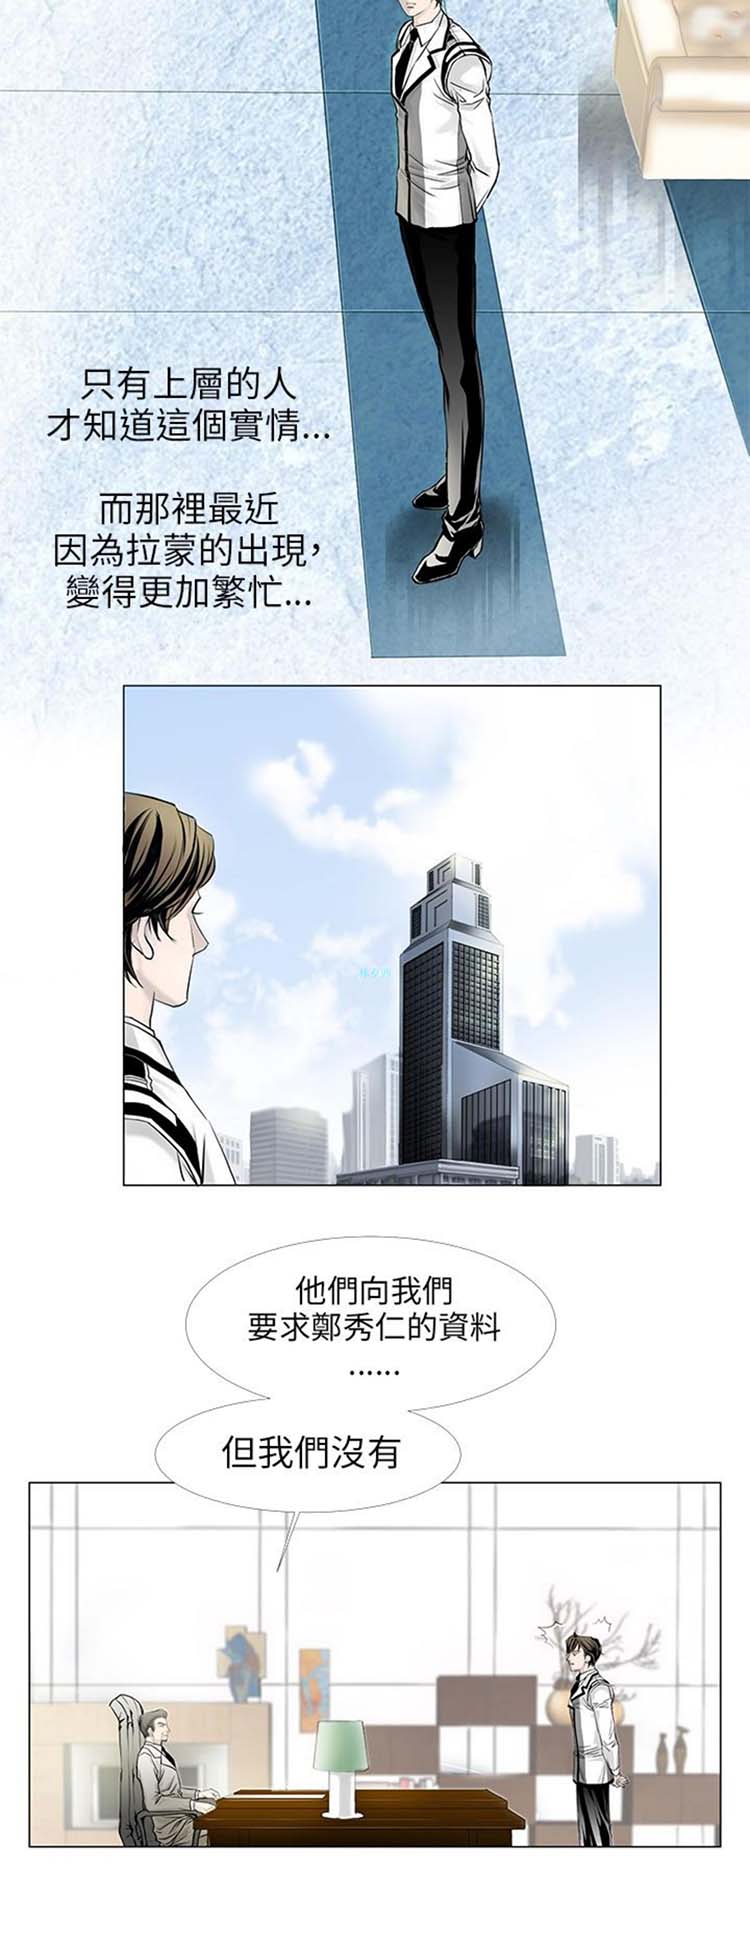 只有上層的人
才知道這個實情...
而那裡最近
因為拉蒙的出現，
變得更加繁忙...
他們向我們
要求鄭秀仁的資料
......
但我們沒有